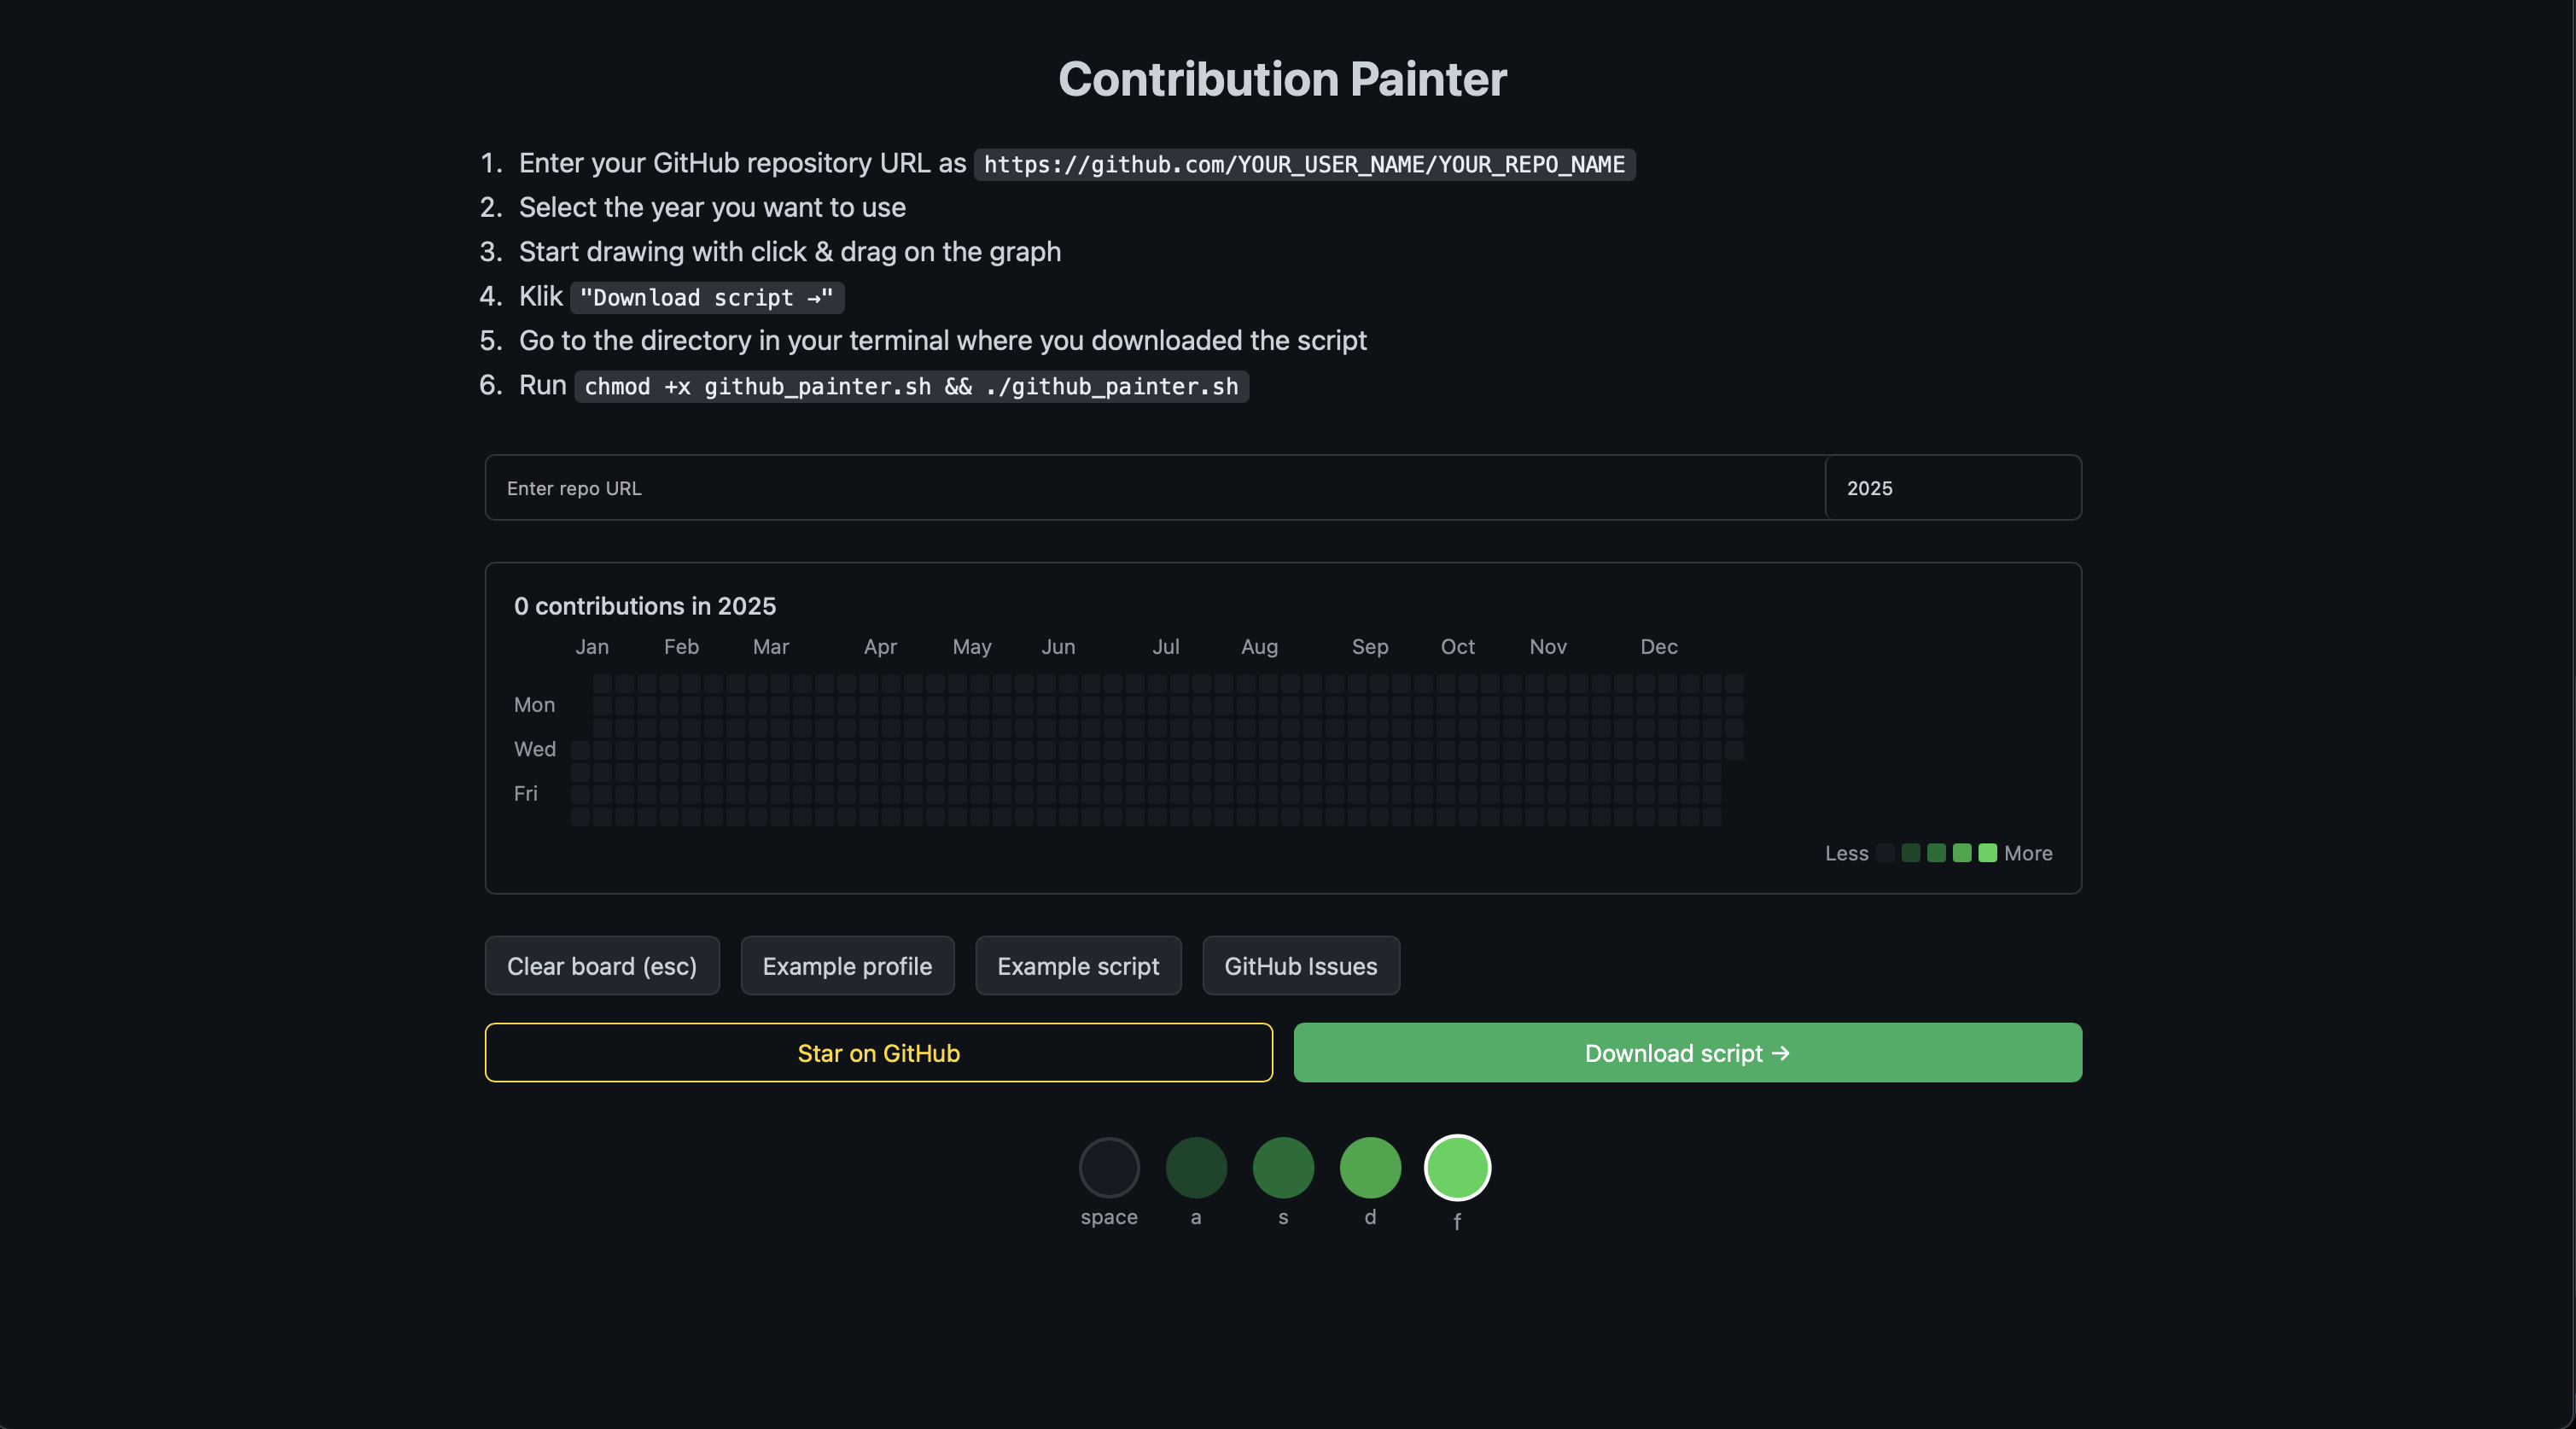 Contribution Painter
1. Enter your GitHub repository URL as https://github.com/YOUR_USER_NAME/YOUR_REPO_NAME
2. Select the year you want to use
3. Start drawing with click & drag on the graph
4. Klik "Download script →"
5. Go to the directory in your terminal where you downloaded the script
6. Run chmod +x github_painter.sh && ./github_painter.sh
Enter repo URL 2025
0 contributions in 2025
Jan Feb Mar Apr May Jun Jul Aug Sep Oct Nov Dec
Mon
Wed
Fri
Less More
Clear board (esc) Example profile Example script GitHub Issues
Star on GitHub Download script →
space a s d f